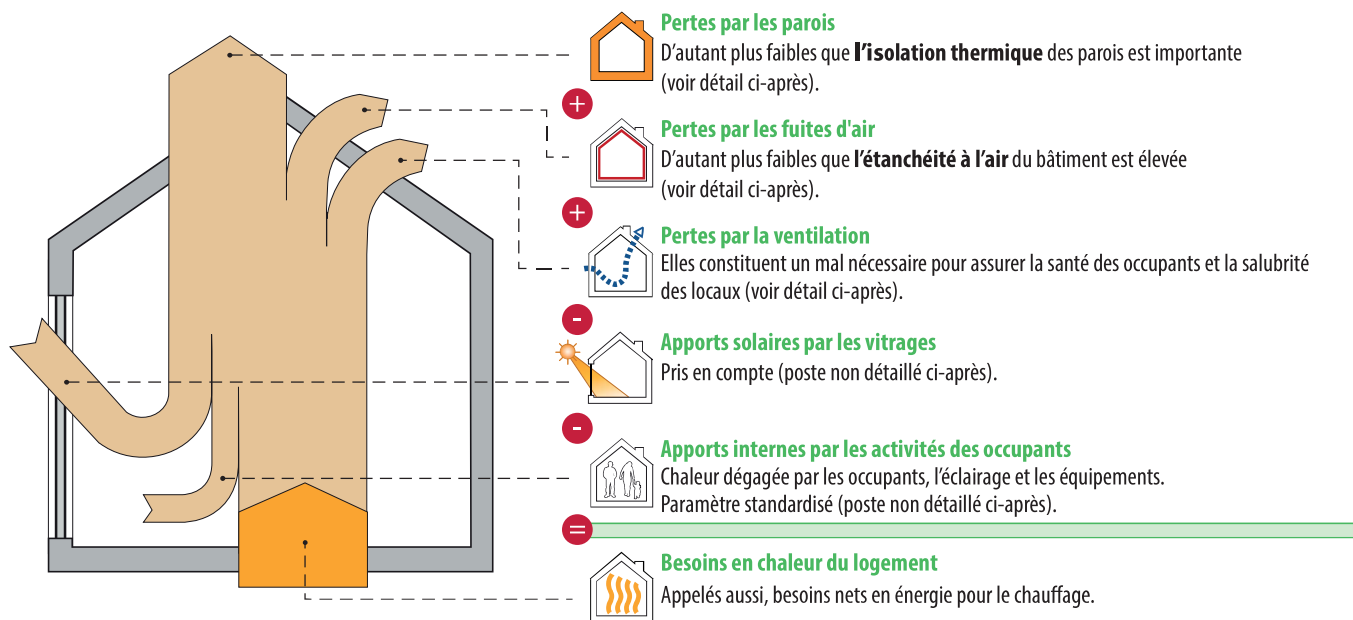 Pertes par les parois
D'autant plus faibles que l'isolation thermique des parois est importante
(voir détail ci-après).
+
Pertes par les fuites d'air
D'autant plus faibles que l'étanchéité à l'air du bâtiment est élevée
(voir détail ci-après).
+
Pertes par la ventilation
Elles constituent un mal nécessaire pour assurer la santé des occupants et la salubrité
des locaux (voir détail ci-après).
-
Apports solaires par les vitrages
Pris en compte (poste non détaillé ci-après).
-
Apports internes par les activités des occupants
Chaleur dégagée par les occupants, l'éclairage et les équipements.
Paramètre standardisé (poste non détaillé ci-après).
=
Besoins en chaleur du logement
Appelés aussi, besoins nets en énergie pour le chauffage.